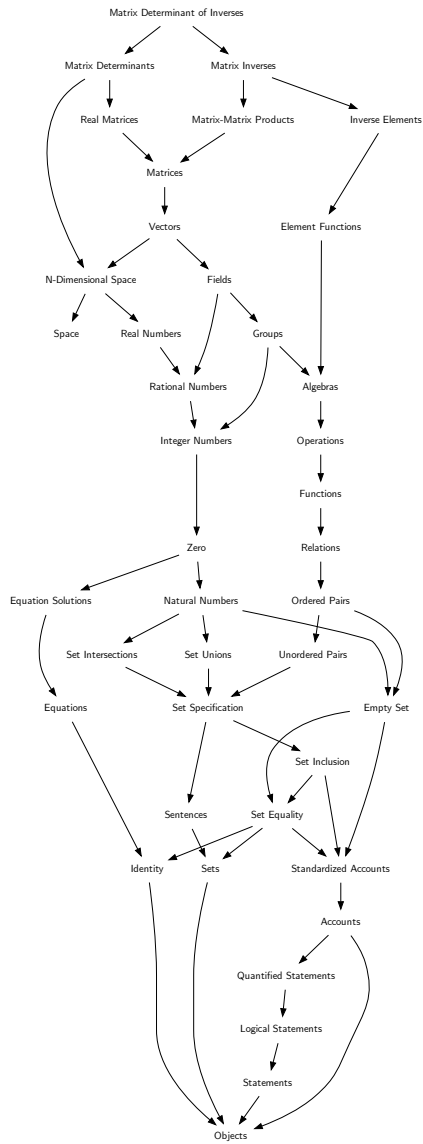 Matrix Determinant of Inverses
Matrix Determinants
Matrix Inverses
Real Matrices
Matrix-Matrix Products
Inverse Elements
Matrices
Vectors
Element Functions
N-Dimensional Space
Fields
Space
Real Numbers
Groups
Rational Numbers
Algebras
Integer Numbers
Operations
Functions
Zero
Relations
Equation Solutions
Natural Numbers
Ordered Pairs
Set Intersections
Set Unions
Unordered Pairs
Equations
Set Specification
Empty Set
Set Inclusion
Sentences
Set Equality
Identity
Sets
Standardized Accounts
Accounts
Quantified Statements
Logical Statements
Statements
Objects